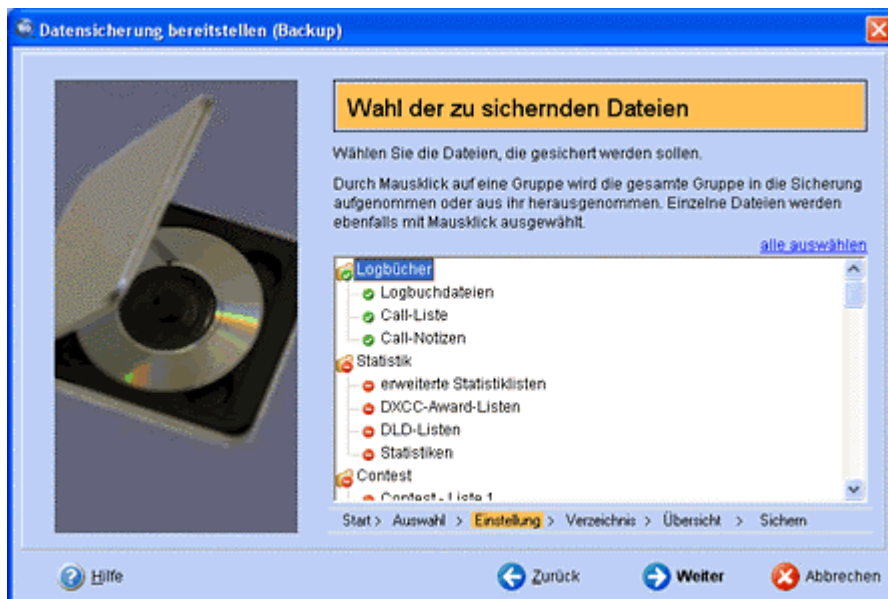 Datensicherung bereitstellen (Backup)
Wahl der zu sichernden Dateien
Wählen Sie die Dateien, die gesichert werden sollen.
Durch Mausklick auf eine Gruppe wird die gesamte Gruppe in die Sicherung
aufgenommen oder aus ihr herausgenommen. Einzelne Dateien werden
ebenfalls mit Mausklick ausgewählt.
alle auswählen
Logbücher
Logbuchdateien
Call-Liste
Call-Notizen
Statistik
erweiterte Statistiklisten
DXCC-Award-Listen
DLD-Listen
Statistiken
Contest
Contest - Liste 1
Start > Auswahl > Einstellung > Verzeichnis > Übersicht > Sichern
Hilfe Zurück Weiter Abbrechen